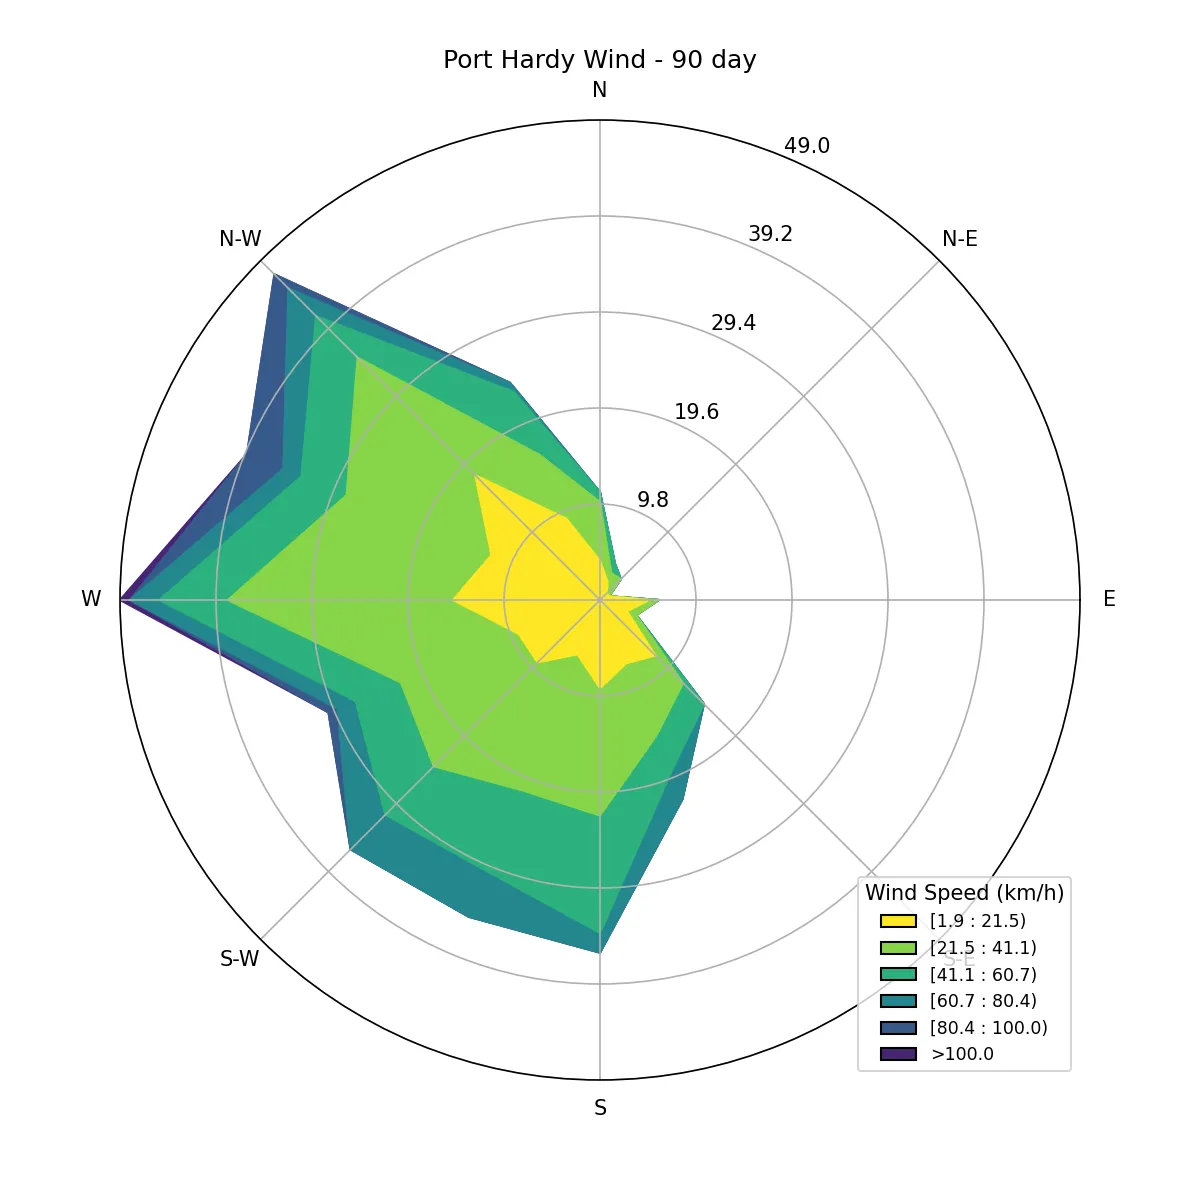 Port Hardy Wind - 90 day
N
49.0
39.2
N-W
N-E
29.4
19.6
9.8
W
E
Wind Speed (km/h)
[1.9 : 21.5)
[21.5 : 41.1)
S-W
S-E
[41.1 : 60.7)
[60.7 : 80.4)
[80.4 : 100.0)
>100.0
S